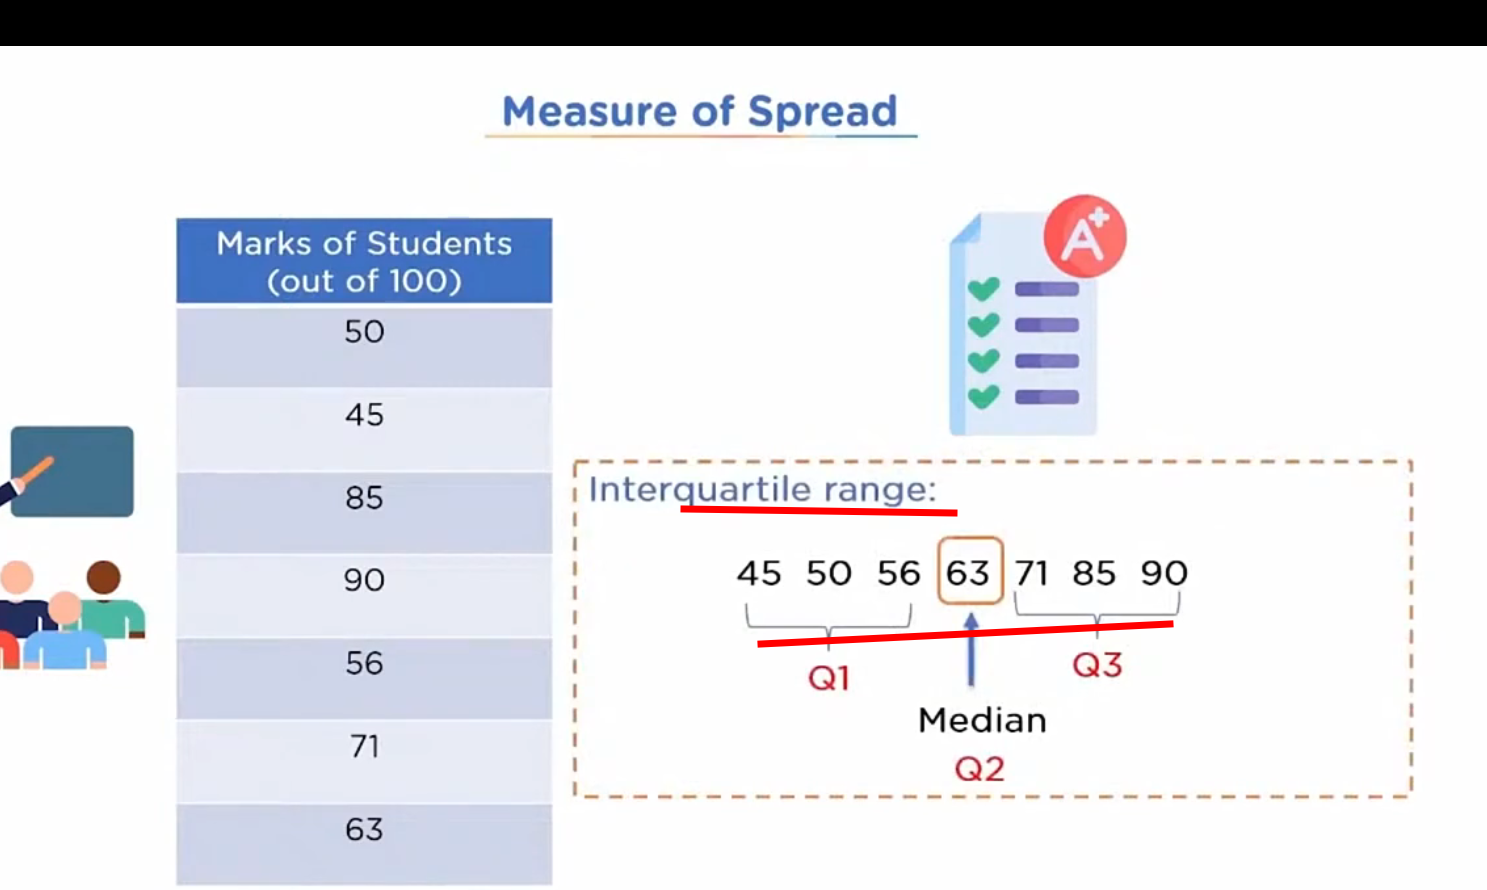 Measure of Spread
Marks of Students
(out of 100)
50
45
85
90
56
71
63
A+
Interquartile range:
45 50 56 63 71 85 90
Q1
Q3
Median
Q2